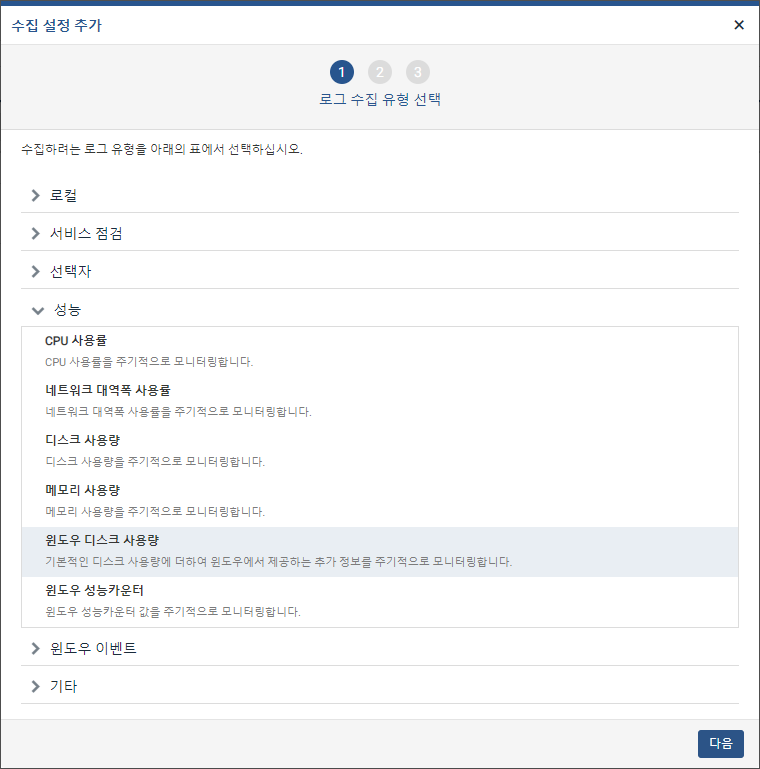 수집 설정 추가
1 2 3
로그 수집 유형 선택
수집하려는 로그 유형을 아래의 표에서 선택하십시오.
로컬
서비스 점검
선택자
성능
CPU 사용률
CPU 사용률을 주기적으로 모니터링합니다.
네트워크 대역폭 사용률
네트워크 대역폭 사용률을 주기적으로 모니터링합니다.
디스크 사용량
디스크 사용량을 주기적으로 모니터링합니다.
메모리 사용량
메모리 사용량을 주기적으로 모니터링합니다.
윈도우 디스크 사용량
기본적인 디스크 사용량에 더하여 윈도우에서 제공하는 추가 정보를 주기적으로 모니터링합니다.
윈도우 성능카운터
윈도우 성능카운터 값을 주기적으로 모니터링합니다.
윈도우 이벤트
기타
다음